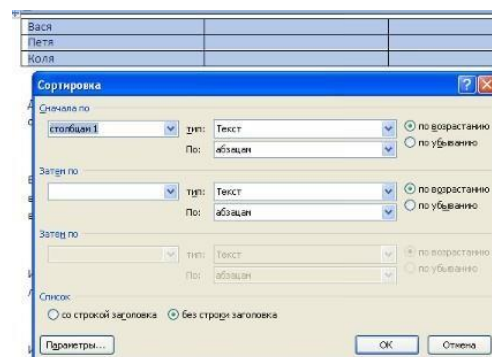 Вася
Петя
Коля
Сортировка
Сначала по
столбцам 1 тип: Текст по возрастанию
По: абзацам по убыванию
Затем по
тип: Текст по возрастанию
По: абзацам по убыванию
Затем по
тип: Текст по возрастанию
По: абзацам по убыванию
Список
со строкой заголовка без строки заголовка
Параметры... ОК Отмена